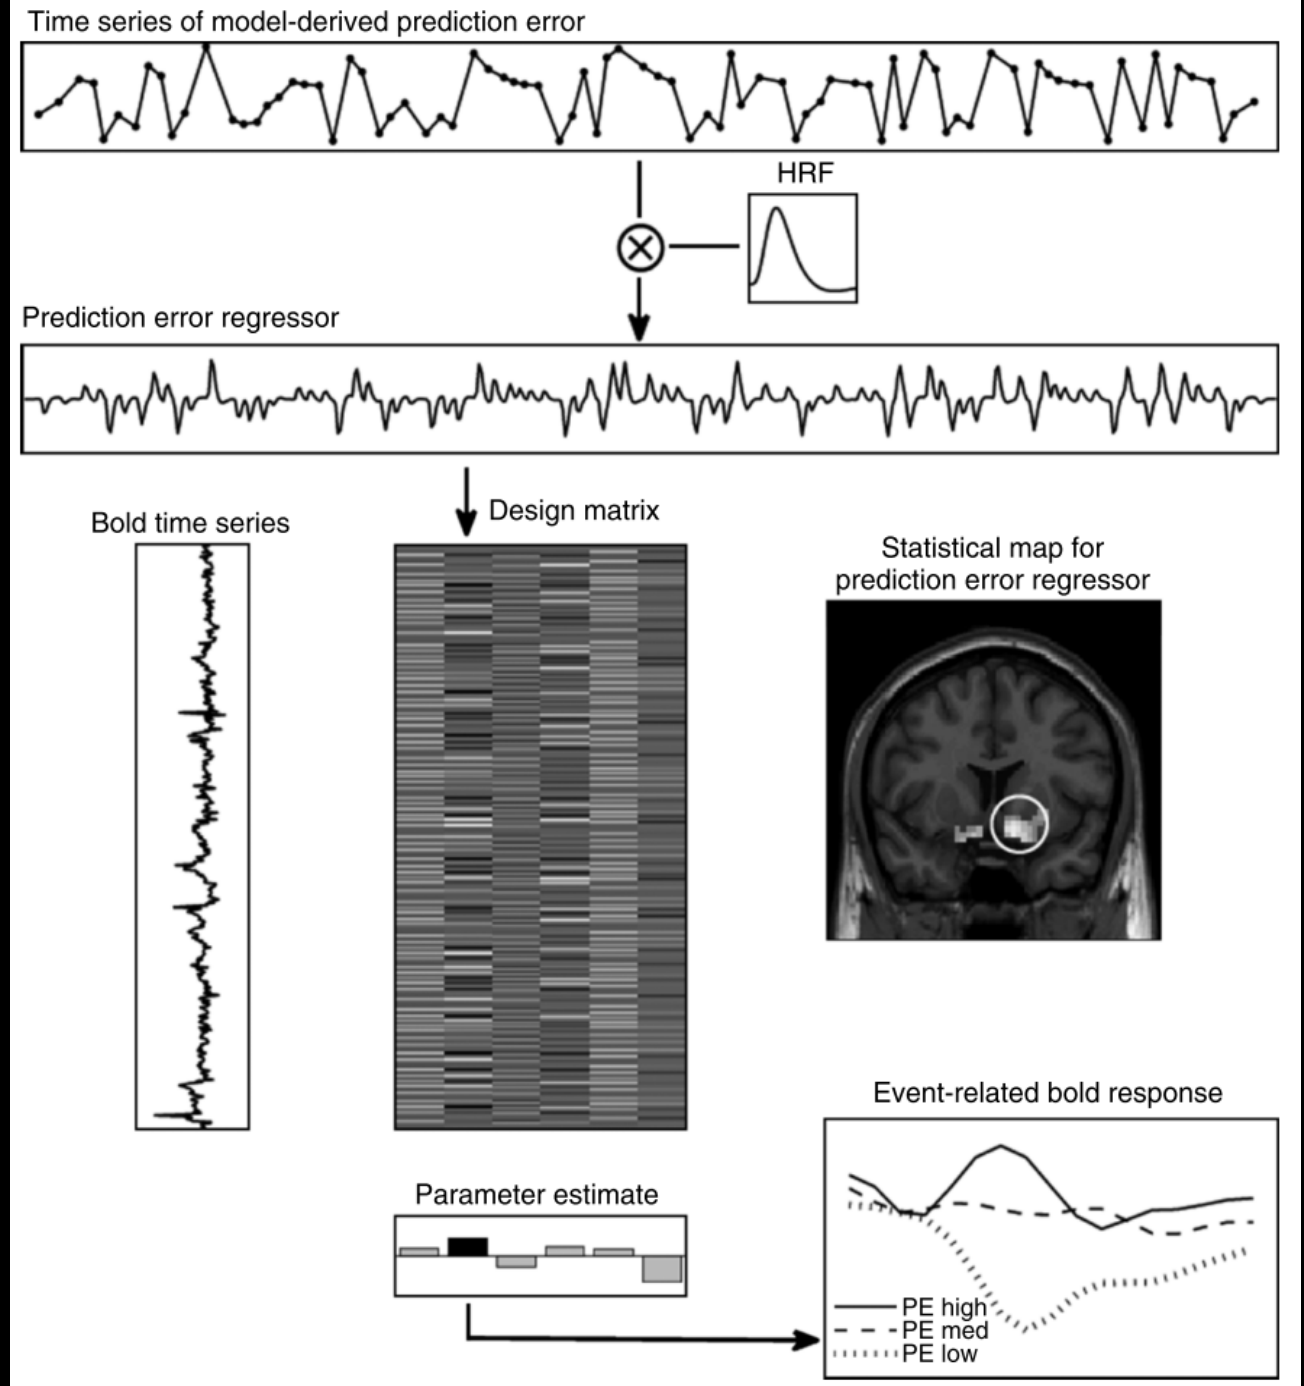 Time series of model-derived prediction error
HRF
Prediction error regressor
Bold time series
Design matrix
Statistical map for
prediction error regressor
Event-related bold response
Parameter estimate
PE high
PE med
PE low